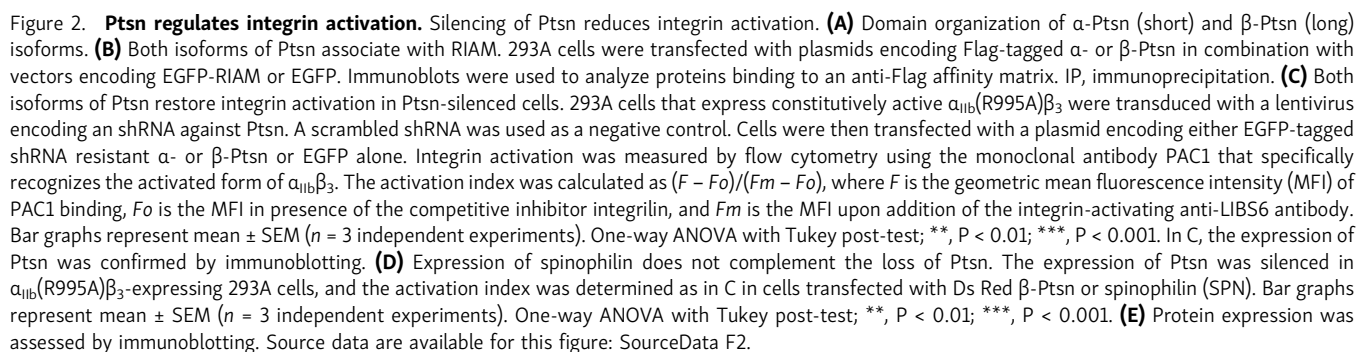 Figure 2. Ptsn regulates integrin activation. Silencing of Ptsn reduces integrin activation. (A) Domain organization of α-Ptsn (short) and β-Ptsn (long)
isoforms. (B) Both isoforms of Ptsn associate with RIAM. 293A cells were transfected with plasmids encoding Flag-tagged α- or β-Ptsn in combination with
vectors encoding EGFP-RIAM or EGFP. Immunoblots were used to analyze proteins binding to an anti-Flag affinity matrix. IP, immunoprecipitation. (C) Both
isoforms of Ptsn restore integrin activation in Ptsn-silenced cells. 293A cells that express constitutively active αIIb(R995A)β3 were transduced with a lentivirus
encoding an shRNA against Ptsn. A scrambled shRNA was used as a negative control. Cells were then transfected with a plasmid encoding either EGFP-tagged
shRNA resistant α- or β-Ptsn or EGFP alone. Integrin activation was measured by flow cytometry using the monoclonal antibody PAC1 that specifically
recognizes the activated form of αIIbβ3. The activation index was calculated as (F – Fo)/(Fm – Fo), where F is the geometric mean fluorescence intensity (MFI) of
PAC1 binding, Fo is the MFI in presence of the competitive inhibitor integrilin, and Fm is the MFI upon addition of the integrin-activating anti-LIBS6 antibody.
Bar graphs represent mean ± SEM (n = 3 independent experiments). One-way ANOVA with Tukey post-test; **, P < 0.01; ***, P < 0.001. In C, the expression of
Ptsn was confirmed by immunoblotting. (D) Expression of spinophilin does not complement the loss of Ptsn. The expression of Ptsn was silenced in
αIIb(R995A)β3-expressing 293A cells, and the activation index was determined as in C in cells transfected with Ds Red β-Ptsn or spinophilin (SPN). Bar graphs
represent mean ± SEM (n = 3 independent experiments). One-way ANOVA with Tukey post-test; **, P < 0.01; ***, P < 0.001. (E) Protein expression was
assessed by immunoblotting. Source data are available for this figure: SourceData F2.